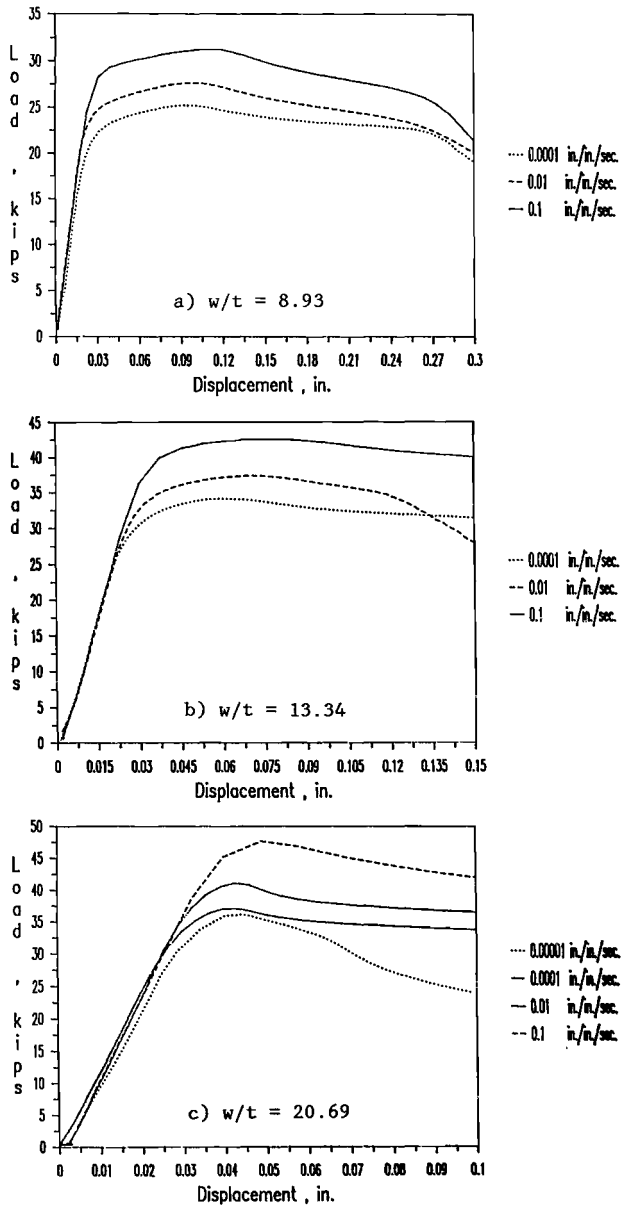 35
30
25
20
15
10
5
0
Load , kips
a) w/t = 8.93
0 0.03 0.06 0.09 0.12 0.15 0.18 0.21 0.24 0.27 0.3
Displacement , in.
0.0001 in./in./sec.
0.01 in./in./sec.
0.1 in./in./sec.
45
40
35
30
25
20
15
10
5
0
Load , kips
b) w/t = 13.34
0 0.015 0.03 0.045 0.06 0.075 0.09 0.105 0.12 0.135 0.15
Displacement , in.
0.0001 in./in./sec.
0.01 in./in./sec.
0.1 in./in./sec.
50
45
40
35
30
25
20
15
10
5
0
Load , kips
c) w/t = 20.69
0 0.01 0.02 0.03 0.04 0.05 0.06 0.07 0.08 0.09 0.1
Displacement , in.
0.00001 in./in./sec.
0.0001 in./in./sec.
0.01 in./in./sec.
0.1 in./in./sec.